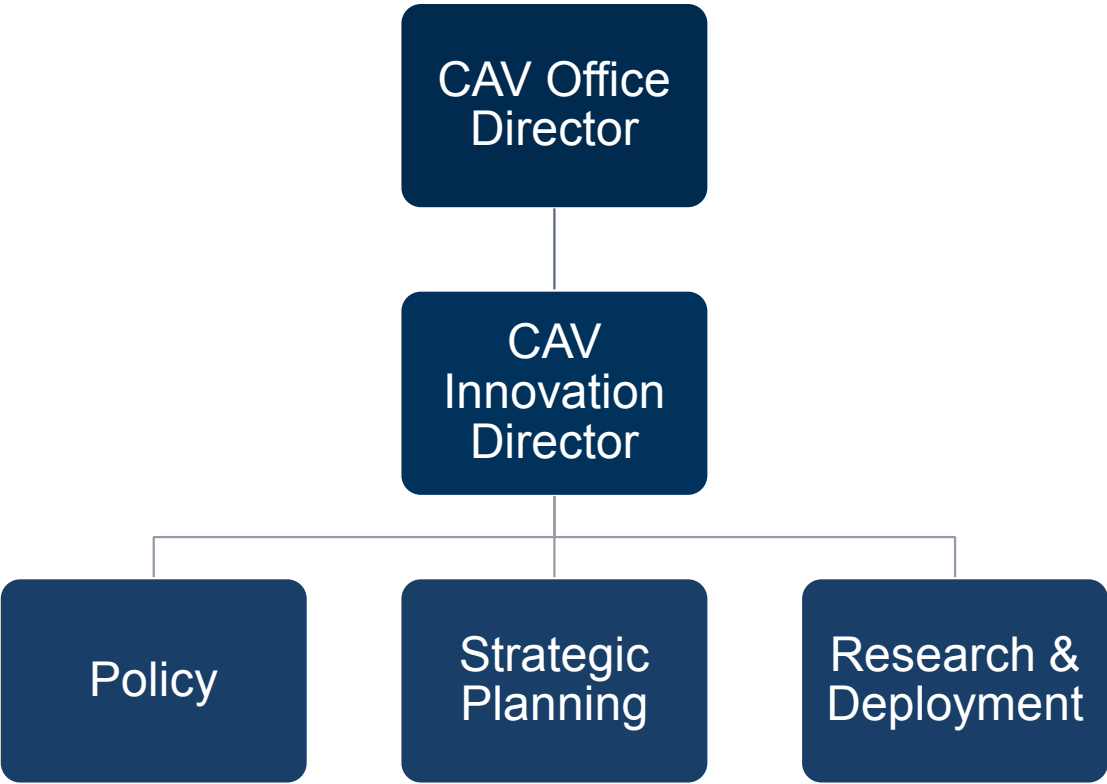 CAV Office
Director
CAV
Innovation
Director
Policy
Strategic
Planning
Research &
Deployment